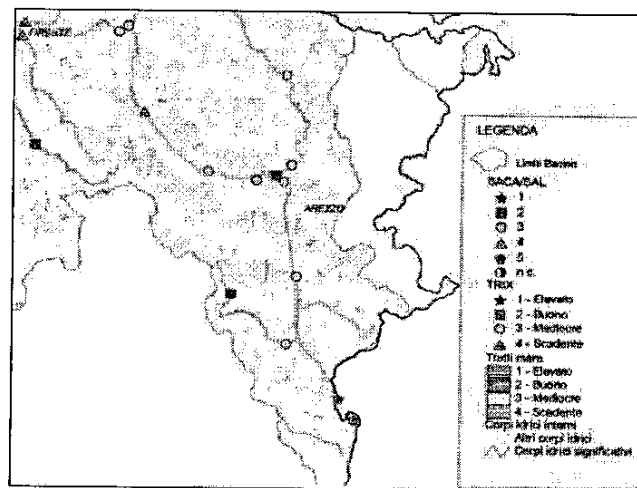 FIRENZE
AREZZO
LEGENDA
Limiti Bacino
SACA/SAL
1
2
3
4
5
n.c.
TRIX
1 - Elevato
2 - Buono
3 - Mediocre
4 - Scadente
Tratti mare
1 - Elevato
2 - Buono
3 - Mediocre
4 - Scadente
Corpi idrici interni
Altri corpi idrici
Corpi idrici significativi